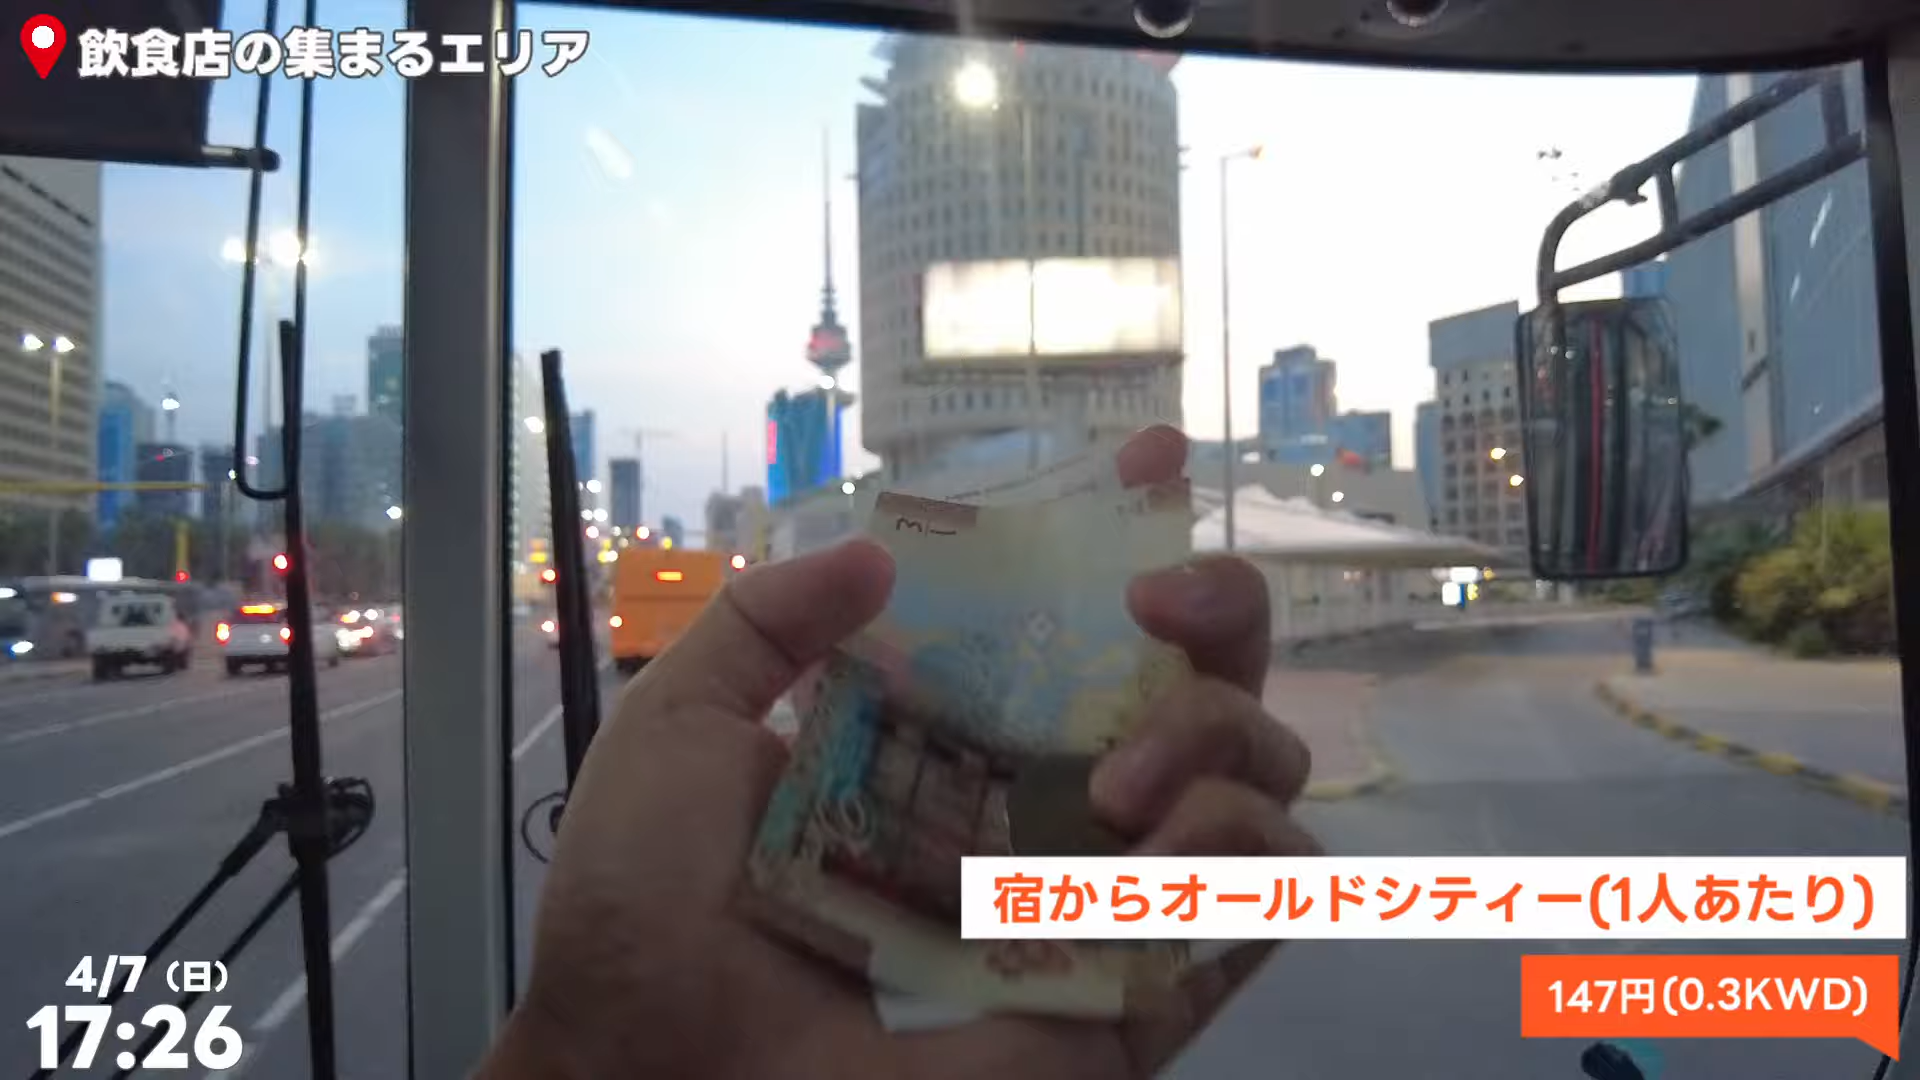 飲食店の集まるエリア
宿からオールドシティー(1人あたり)
147円(0.3KWD)
4/7（日）
17:26